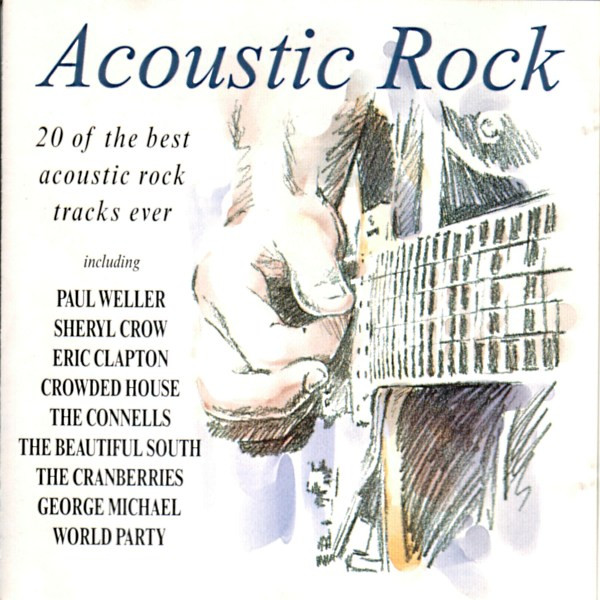 Acoustic Rock
20 of the best
acoustic rock
tracks ever
including
PAUL WELLER
SHERYL CROW
ERIC CLAPTON
CROWDED HOUSE
THE CONNELLS
THE BEAUTIFUL SOUTH
THE CRANBERRIES
GEORGE MICHAEL
WORLD PARTY